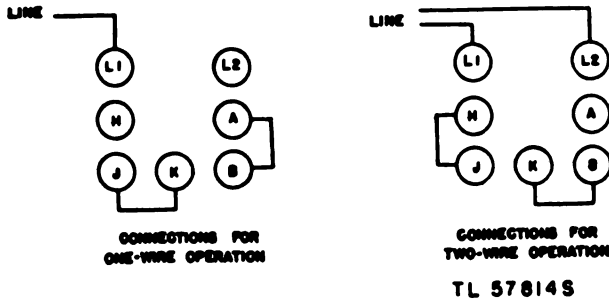 LINE
L1
L2
H
A
J
K
B
CONNECTIONS FOR
ONE-WIRE OPERATION
LINE
L1
L2
H
A
J
K
B
CONNECTIONS FOR
TWO-WIRE OPERATION
TL 57814S